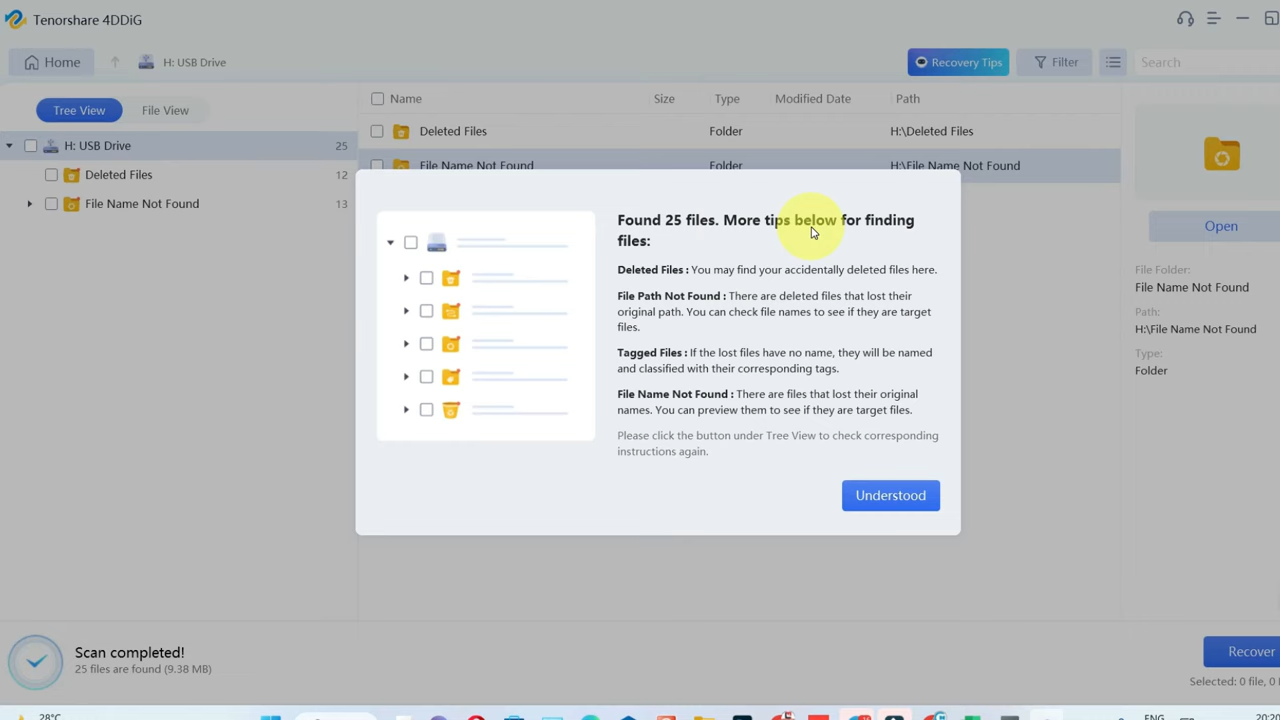 Tenorshare 4DDiG
Home
H: USB Drive
Recovery Tips
Filter
Search
Tree View
File View
Name Size Type Modified Date Path
H: USB Drive 25
Deleted Files 12
File Name Not Found 13
Deleted Files Folder H:\Deleted Files
File Name Not Found Folder H:\File Name Not Found
Found 25 files. More tips below for finding
files:
Deleted Files : You may find your accidentally deleted files here.
File Path Not Found : There are deleted files that lost their
original path. You can check file names to see if they are target
files.
Tagged Files : If the lost files have no name, they will be named
and classified with their corresponding tags.
File Name Not Found : There are files that lost their original
names. You can preview them to see if they are target files.
Please click the button under Tree View to check corresponding
instructions again.
Understood
Open
File Folder:
File Name Not Found
Path:
H:\File Name Not Found
Type:
Folder
Scan completed!
25 files are found (9.38 MB)
Recover
Selected: 0 file, 0
28°C
ENG
20:20